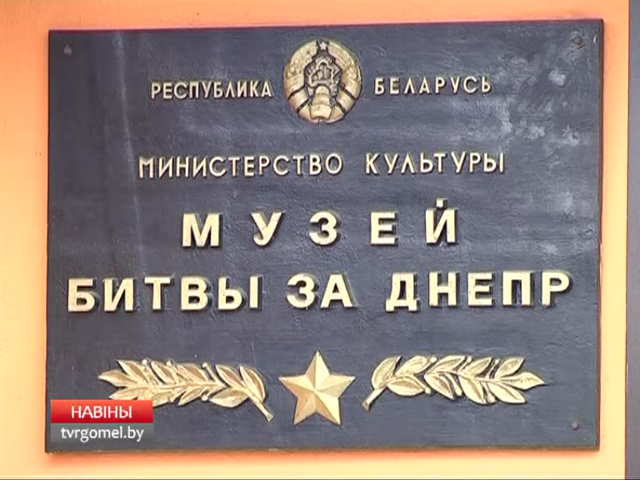 РЕСПУБЛИКА БЕЛАРУСЬ
МИНИСТЕРСТВО КУЛЬТУРЫ
МУЗЕЙ
БИТВЫ ЗА ДНЕПР
НАВІНЫ
tvrgomel.by